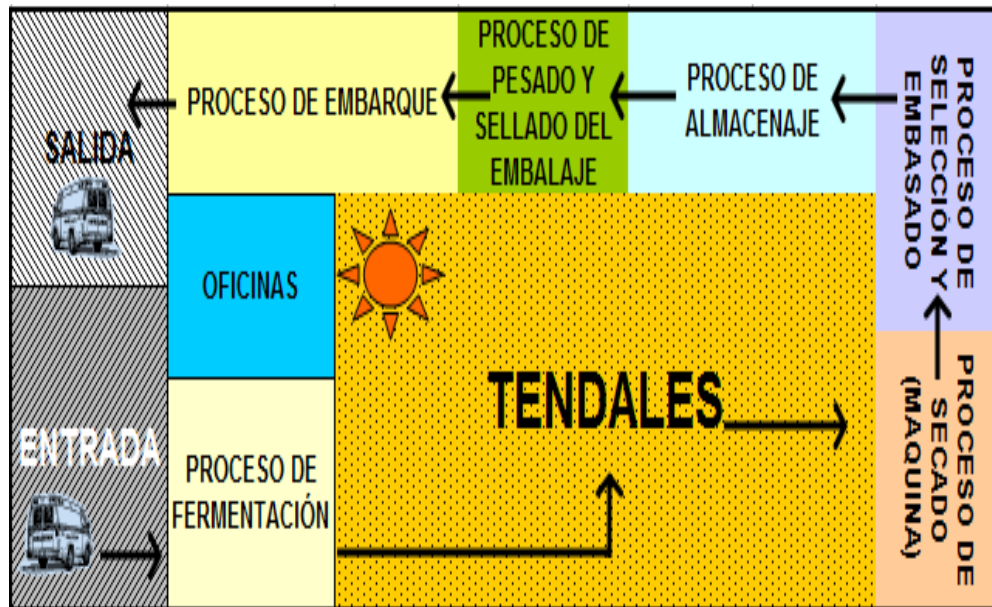 PROCESO DE EMBARQUE
PROCESO DE
PESADO Y
SELLADO DEL
EMBALAJE
PROCESO DE
ALMACENAJE
PROCESO DE
SELECCIÓN Y
EMBASADO
SALIDA
OFICINAS
TENDALES
PROCESO DE
SECADO
(MAQUINA)
ENTRADA
PROCESO DE
FERMENTACIÓN